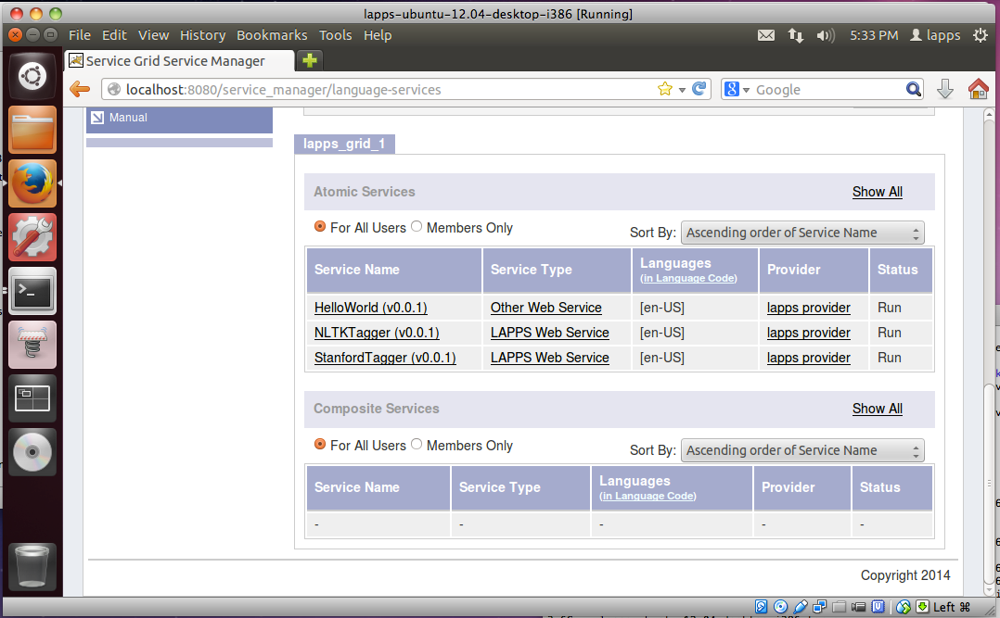 lapps-ubuntu-12.04-desktop-i386 [Running]
File Edit View History Bookmarks Tools Help 5:33 PM lapps
Service Grid Service Manager
localhost:8080/service_manager/language-services Google
Manual
lapps_grid_1
Atomic Services Show All
For All Users Members Only Sort By: Ascending order of Service Name
Service Name Service Type Languages (in Language Code) Provider Status
HelloWorld (v0.0.1) Other Web Service [en-US] lapps provider Run
NLTKTagger (v0.0.1) LAPPS Web Service [en-US] lapps provider Run
StanfordTagger (v0.0.1) LAPPS Web Service [en-US] lapps provider Run
Composite Services Show All
For All Users Members Only Sort By: Ascending order of Service Name
Service Name Service Type Languages (in Language Code) Provider Status
- - - - -
Copyright 2014
Left ⌘